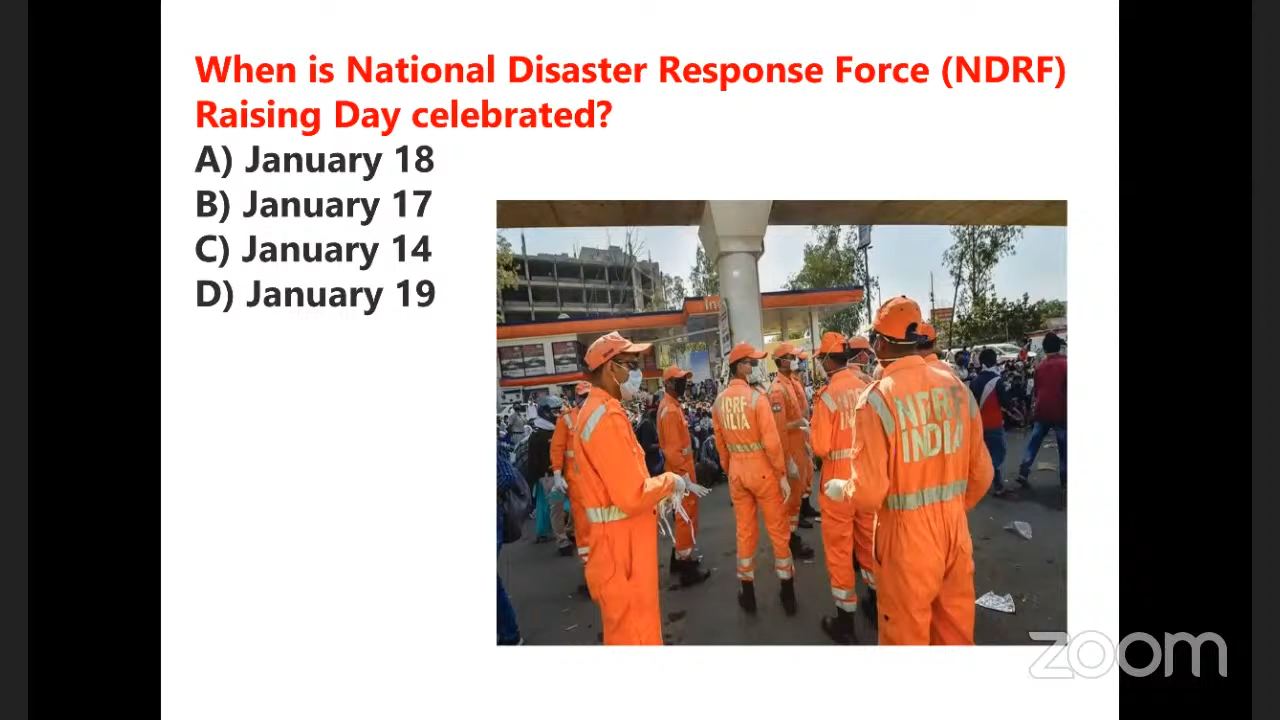 When is National Disaster Response Force (NDRF)
Raising Day celebrated?
A) January 18
B) January 17
C) January 14
D) January 19
NDRF
INDIA
NDRF
INDIA
zoom